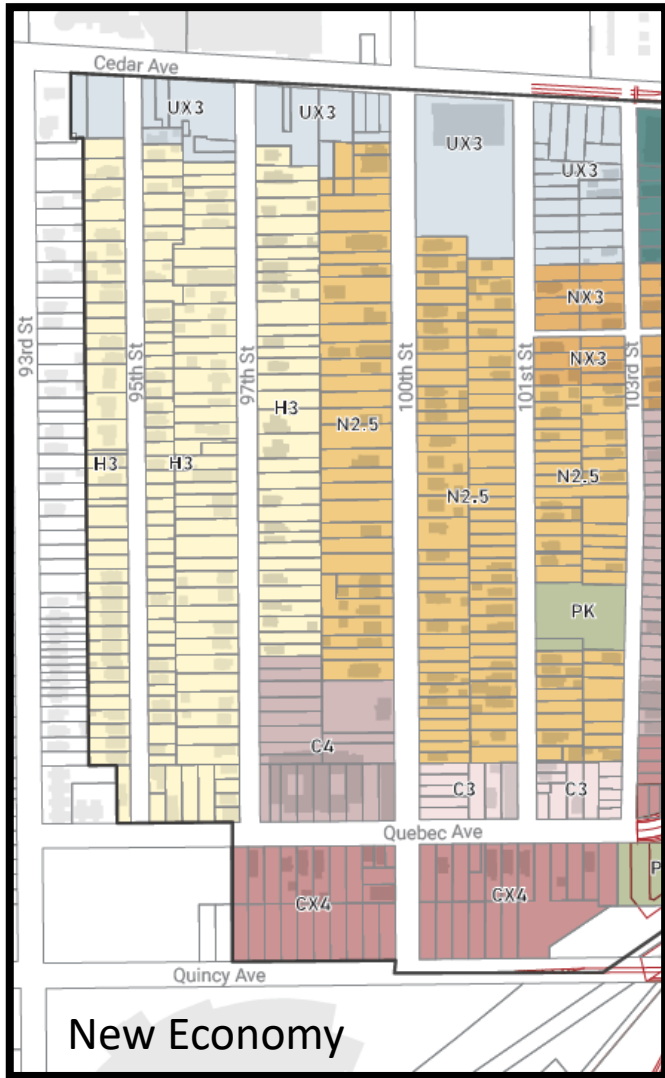 Cedar Ave
UX3
UX3
UX3
UX3
NX3
93rd St
95th St
97th St
100th St
101st St
103rd St
NX3
H3
N2.5
H3
H3
N2.5
N2.5
PK
C4
C3
C3
Quebec Ave
P
CX4
CX4
Quincy Ave
New Economy